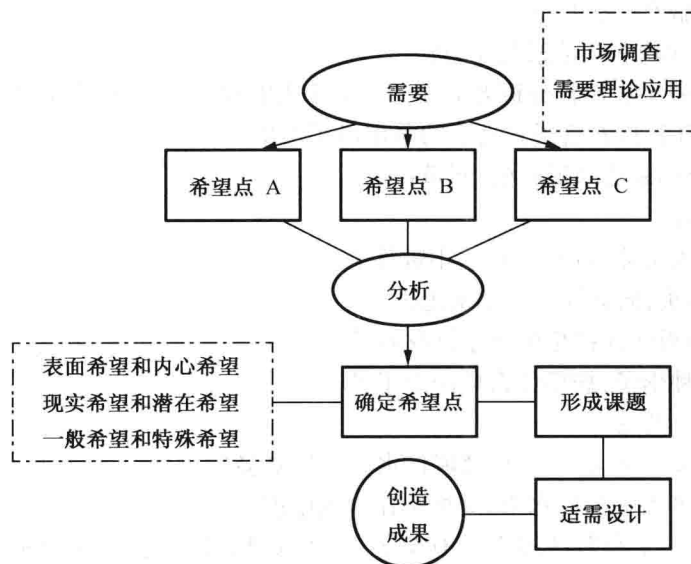 市场调查
需要理论应用
需要
希望点 A
希望点 B
希望点 C
分析
表面希望和内心希望
现实希望和潜在希望
一般希望和特殊希望
确定希望点
形成课题
创造
成果
适需设计